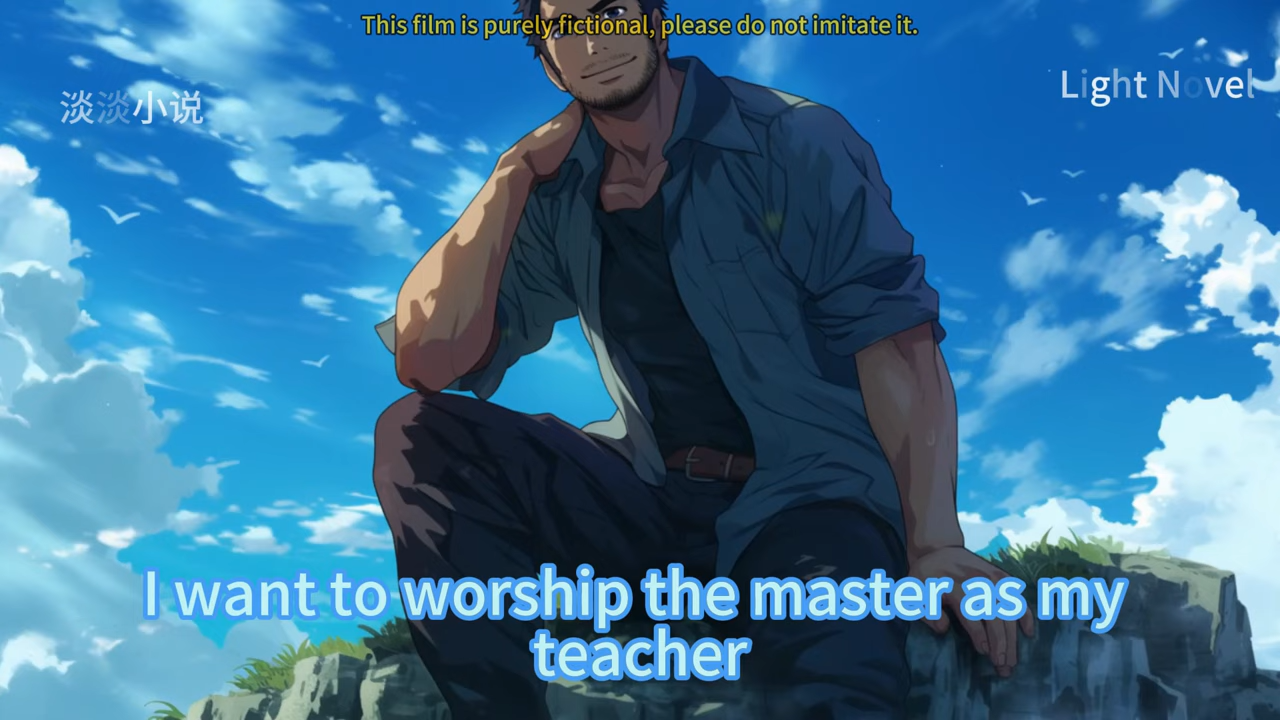 This film is purely fictional, please do not imitate it.
淡淡小说
Light Novel
I want to worship the master as my
teacher